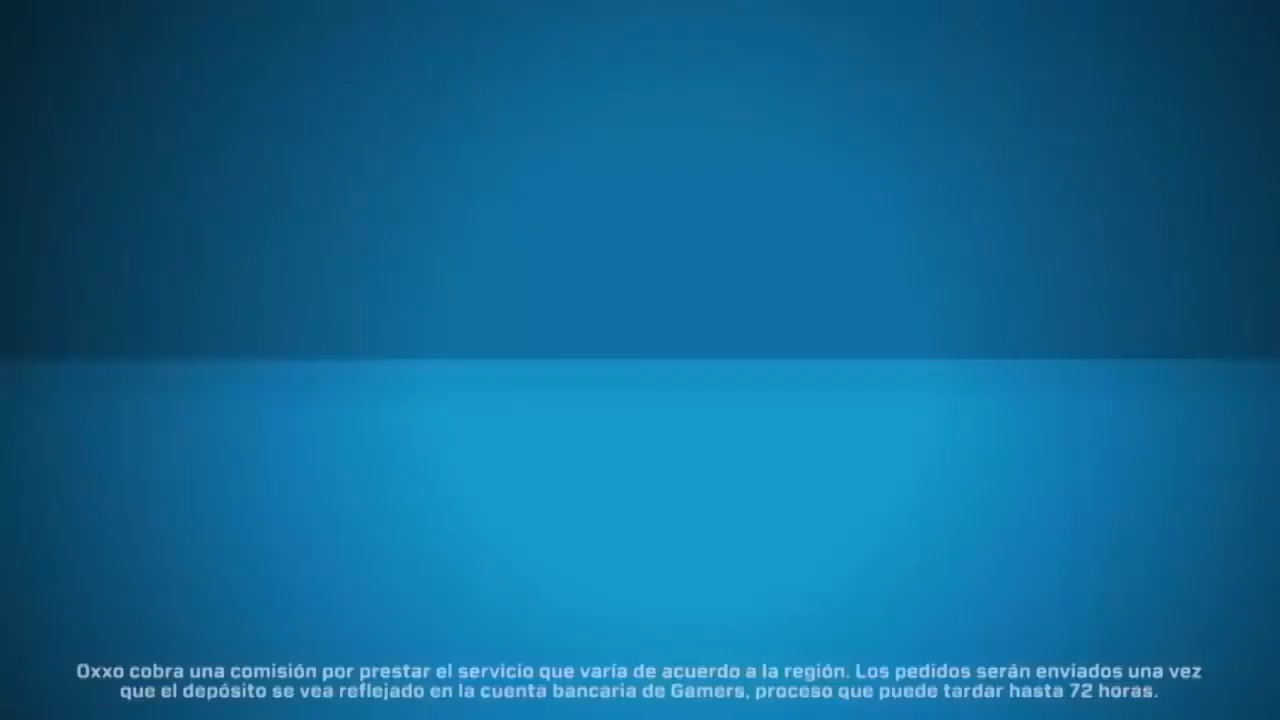 Oxxo cobra una comisión por prestar el servicio que varía de acuerdo a la región. Los pedidos serán enviados una vez
que el depósito se vea reflejado en la cuenta bancaria de Gamers, proceso que puede tardar hasta 72 horas.